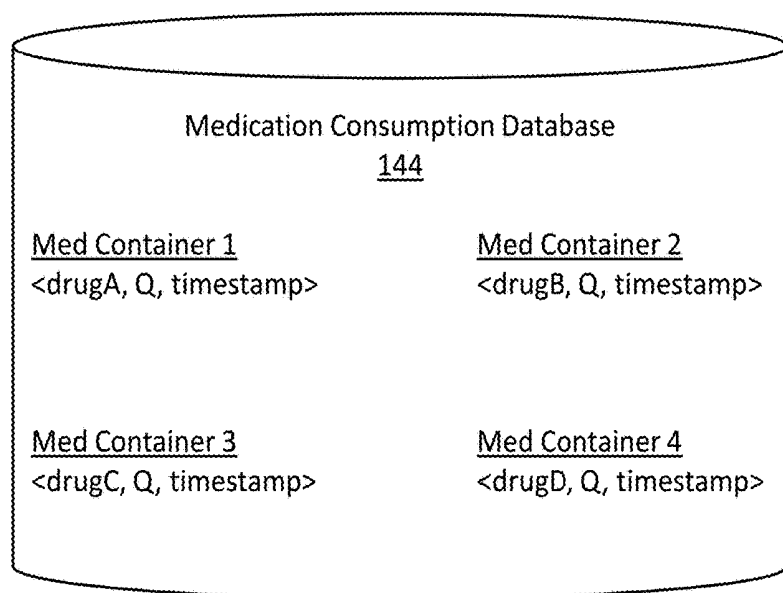 Medication Consumption Database
144
Med Container 1
<drugA, Q, timestamp>
Med Container 2
<drugB, Q, timestamp>
Med Container 3
<drugC, Q, timestamp>
Med Container 4
<drugD, Q, timestamp>